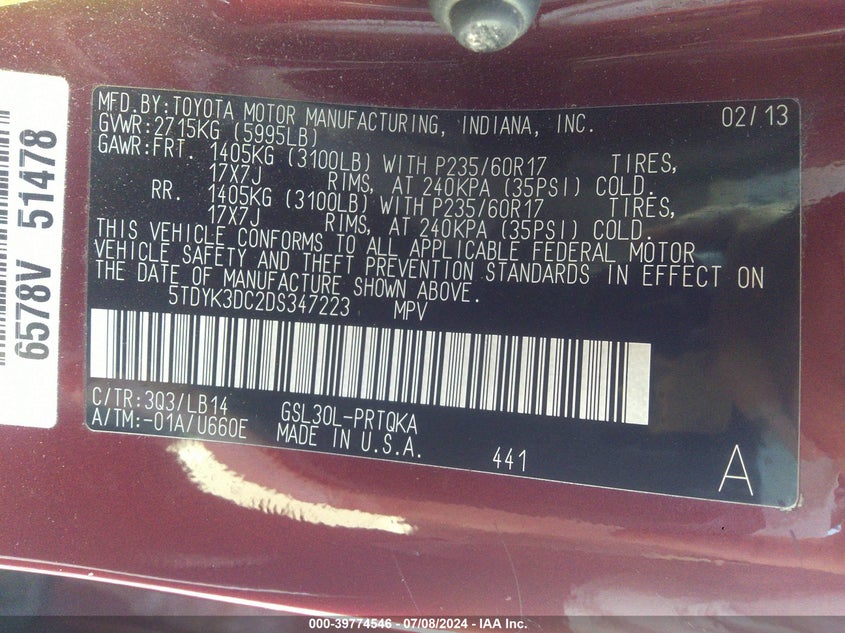 MFD.BY:TOYOTA MOTOR MANUFACTURING, INDIANA, INC. 02/13
GVWR:2715KG (5995LB)
GAWR:FRT. 1405KG (3100LB) WITH P235/60R17 TIRES,
17X7J RIMS, AT 240KPA (35PSI) COLD.
RR. 1405KG (3100LB) WITH P235/60R17 TIRES,
17X7J RIMS, AT 240KPA (35PSI) COLD.
THIS VEHICLE CONFORMS TO ALL APPLICABLE FEDERAL MOTOR
VEHICLE SAFETY AND THEFT PREVENTION STANDARDS IN EFFECT ON
THE DATE OF MANUFACTURE SHOWN ABOVE.
5TDYK3DC2DS347223 MPV
C/TR:3Q3/LB14 GSL30L-PRTQKA
A/TM:-01A/U660E MADE IN U.S.A.
441 A
6578V 51478
000-39774546 - 07/08/2024 - IAA Inc.